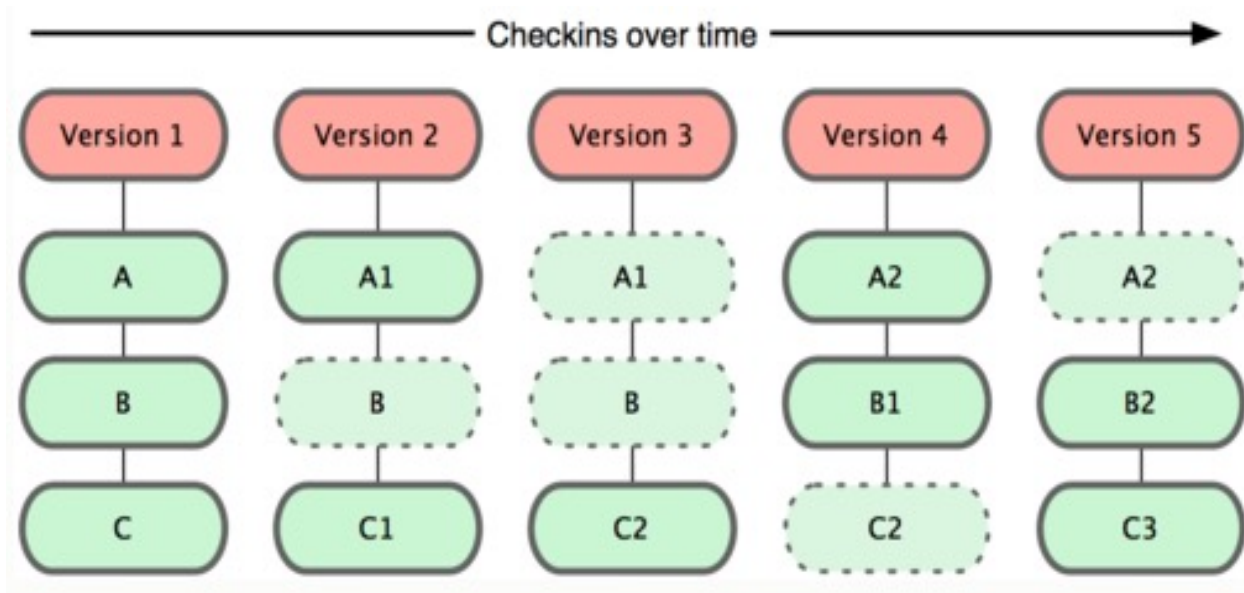 Checkins over time
Version 1 Version 2 Version 3 Version 4 Version 5
A A1 A1 A2 A2
B B B B1 B2
C C1 C2 C2 C3